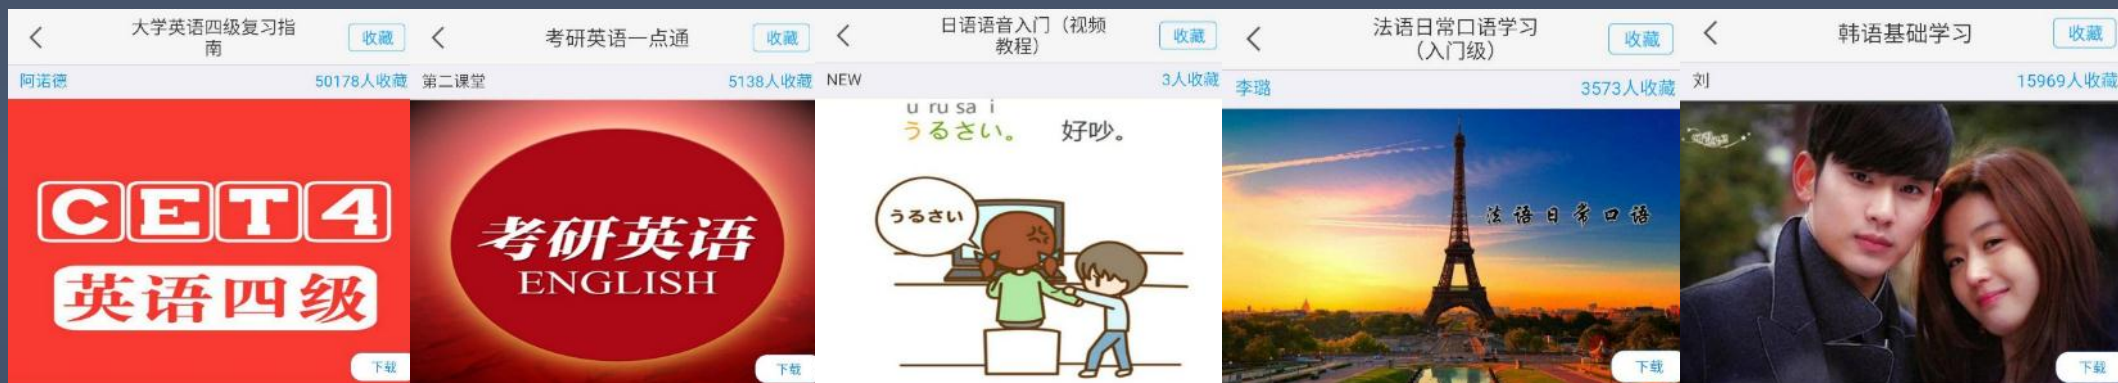 大学英语四级复习指
南
收藏
阿诺德
50178人收藏
CET4
英语四级
下载
考研英语一点通
收藏
第二课堂
5138人收藏
考研英语
ENGLISH
下载
日语语音入门（视频
教程）
收藏
NEW
3人收藏
u ru sa i
うるさい。 好吵。
うるさい
法语日常口语学习
（入门级）
收藏
李璐
3573人收藏
法语日常口语
下载
韩语基础学习
收藏
刘
15969人收藏
下载